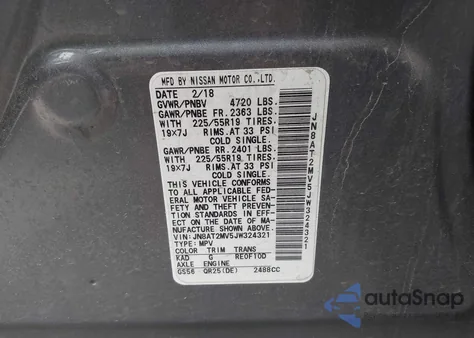 MFD BY NISSAN MOTOR CO.,LTD.
DATE 2/18
GVWR/PNBV 4720 LBS.
GAWR/PNBE FR. 2363 LBS.
WITH 225/55R19 TIRES.
19X7J RIMS. AT 33 PSI
COLD SINGLE.
GAWR/PNBE RR. 2401 LBS.
WITH 225/55R19 TIRES.
19X7J RIMS. AT 33 PSI
COLD SINGLE.
THIS VEHICLE CONFORMS
TO ALL APPLICABLE FED-
ERAL MOTOR VEHICLE SA-
FETY STANDARDS IN EFF-
ECT ON THE DATE OF MA-
NUFACTURE SHOWN ABOVE.
VIN:JN8AT2MV5JW324321
TYPE: MPV
COLOR TRIM TRANS
KAD G RE0F10D
AXLE ENGINE
GS56 QR25(DE) 2488CC
JN8AT2MV5JW324321
autoSnap